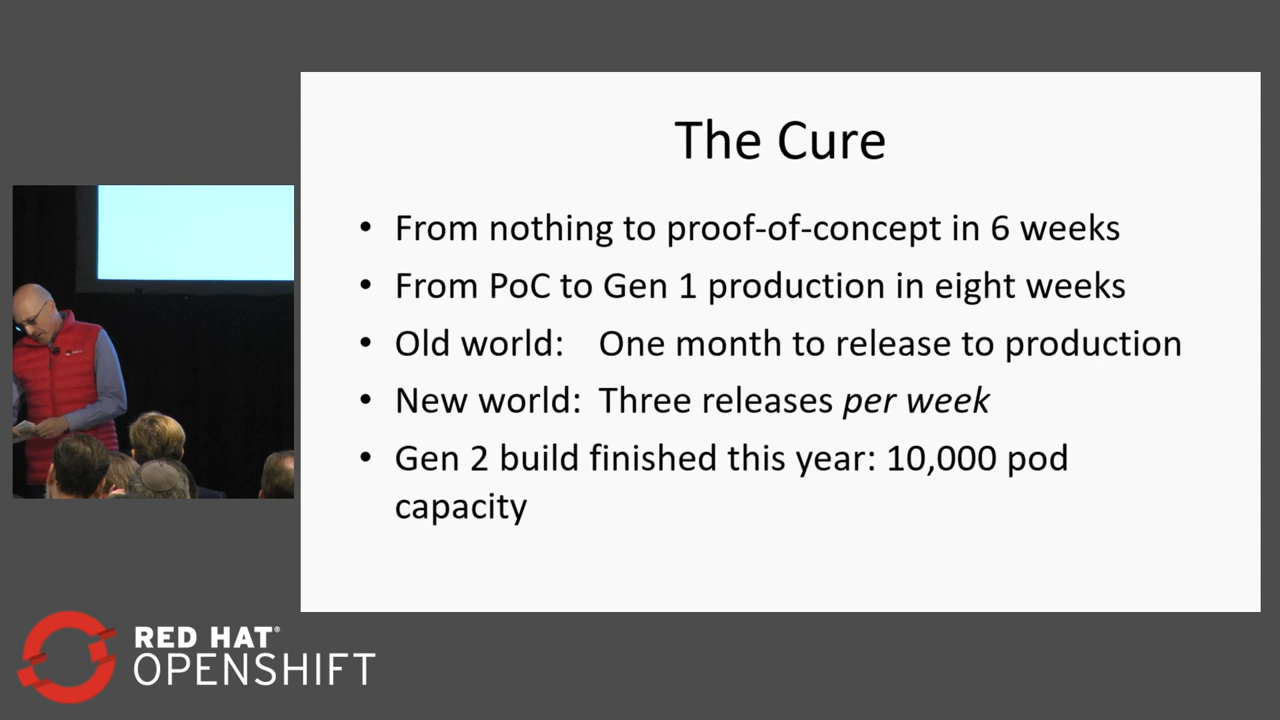 The Cure
• From nothing to proof-of-concept in 6 weeks
• From PoC to Gen 1 production in eight weeks
• Old world: One month to release to production
• New world: Three releases per week
• Gen 2 build finished this year: 10,000 pod
capacity
RED HAT®
OPENSHIFT